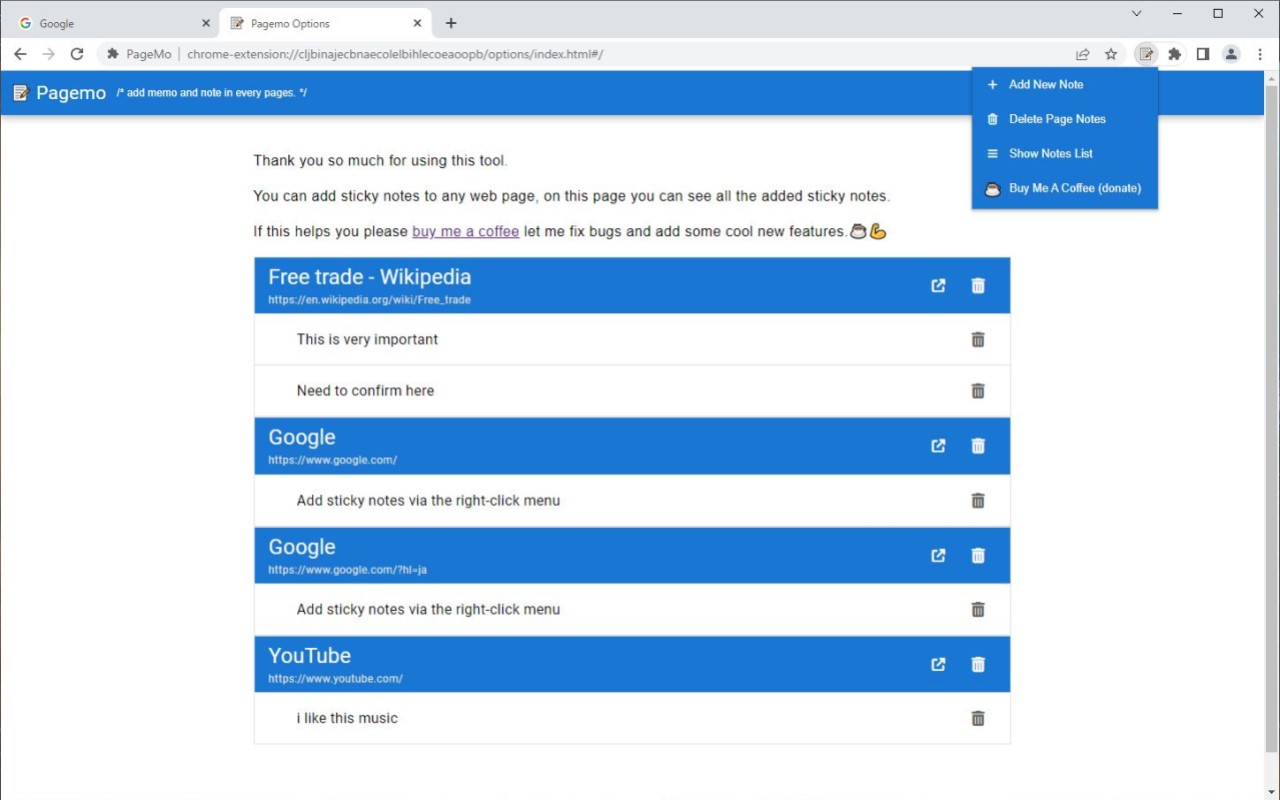 Google
Pagemo Options
PageMo | chrome-extension://cljbinajecbnaecolelbihlecoeaoopb/options/index.html#/
Pagemo /* add memo and note in every pages. */
Add New Note
Delete Page Notes
Show Notes List
Buy Me A Coffee (donate)
Thank you so much for using this tool.
You can add sticky notes to any web page, on this page you can see all the added sticky notes.
If this helps you please buy me a coffee let me fix bugs and add some cool new features.☕💪
Free trade - Wikipedia
https://en.wikipedia.org/wiki/Free_trade
This is very important
Need to confirm here
Google
https://www.google.com/
Add sticky notes via the right-click menu
Google
https://www.google.com/?hl=ja
Add sticky notes via the right-click menu
YouTube
https://www.youtube.com/
i like this music